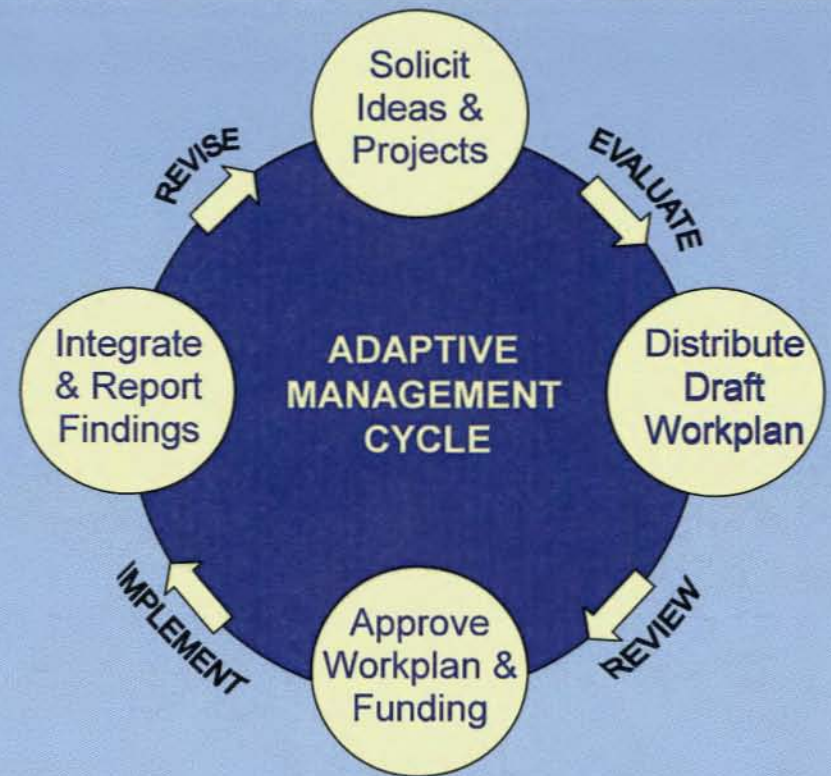 Solicit
Ideas &
Projects
EVALUATE
Distribute
Draft
Workplan
REVIEW
Approve
Workplan &
Funding
IMPLEMENT
Integrate
& Report
Findings
REVISE
ADAPTIVE
MANAGEMENT
CYCLE